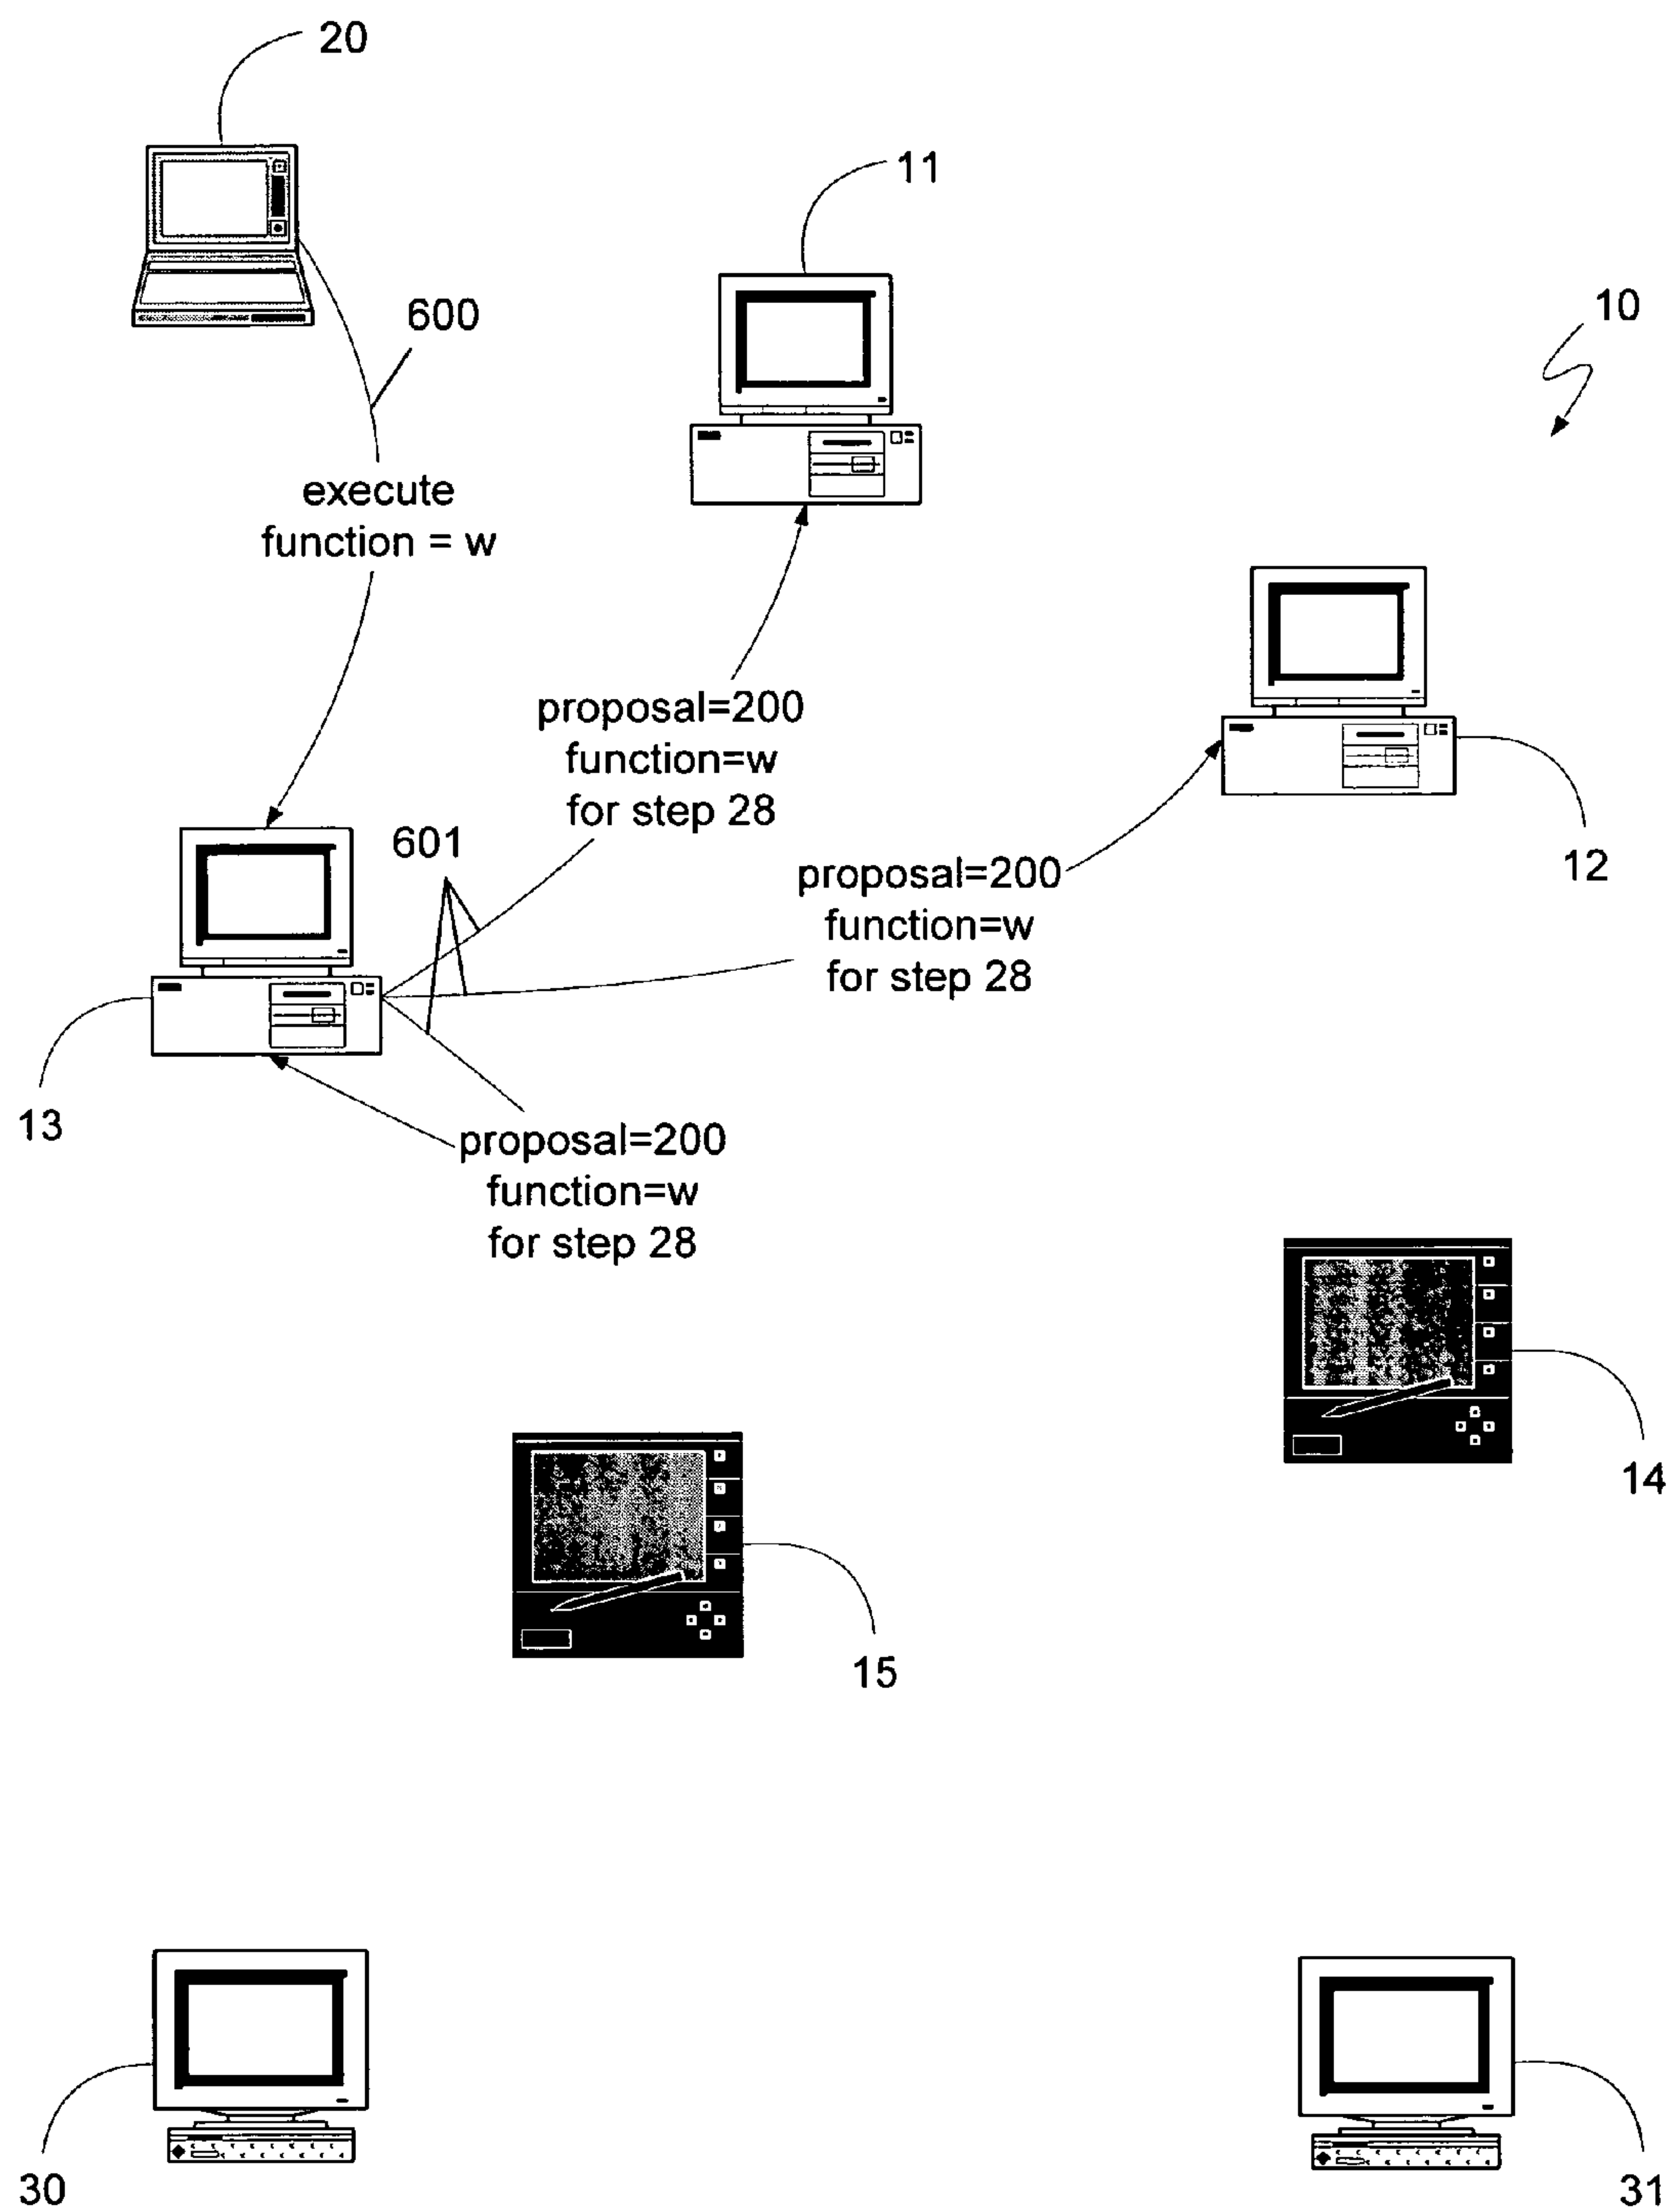 20
11
10
600
execute
function = w
proposal=200
function=w
for step 28
601
12
proposal=200
function=w
for step 28
13
proposal=200
function=w
for step 28
14
15
30
31